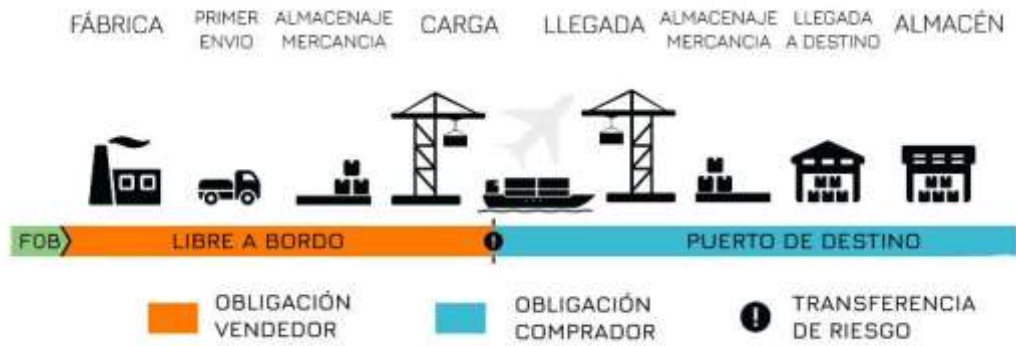 FÁBRICA
PRIMER
ENVIO
ALMACENAJE
MERCANCIA
CARGA
LLEGADA
ALMACENAJE
MERCANCIA
LLEGADA
A DESTINO
ALMACÉN
FOB
LIBRE A BORDO
PUERTO DE DESTINO
OBLIGACIÓN
VENDEDOR
OBLIGACIÓN
COMPRADOR
TRANSFERENCIA
DE RIESGO